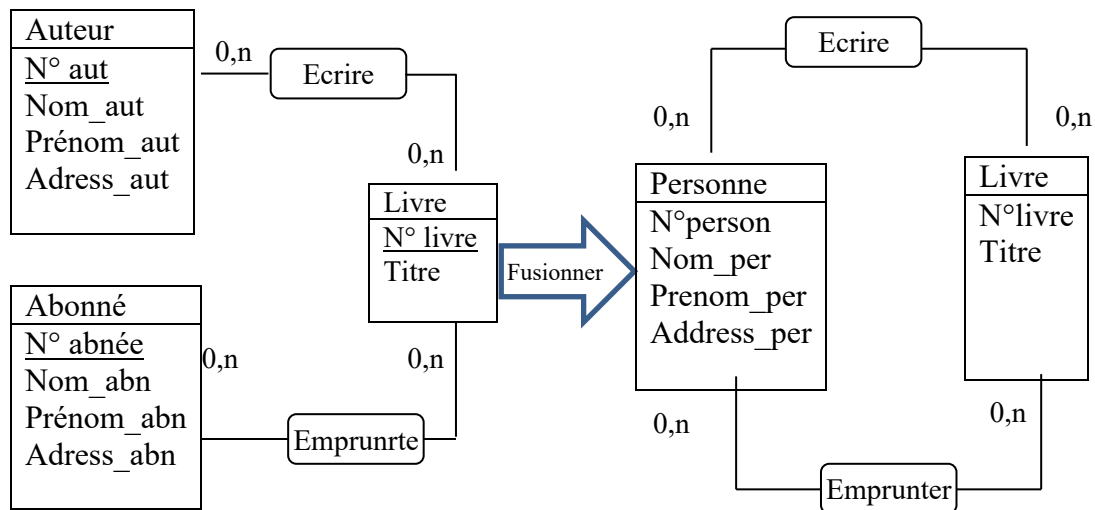 Auteur
N° aut
Nom_aut
Prénom_aut
Adress_aut
0,n
Ecrire
0,n
Livre
N° livre
Titre
Abonné
N° abnée
Nom_abn
Prénom_abn
Adress_abn
0,n
Emprunrte
0,n
Fusionner
Ecrire
0,n
0,n
Personne
N°person
Nom_per
Prenom_per
Address_per
Livre
N°livre
Titre
0,n
Emprunter
0,n